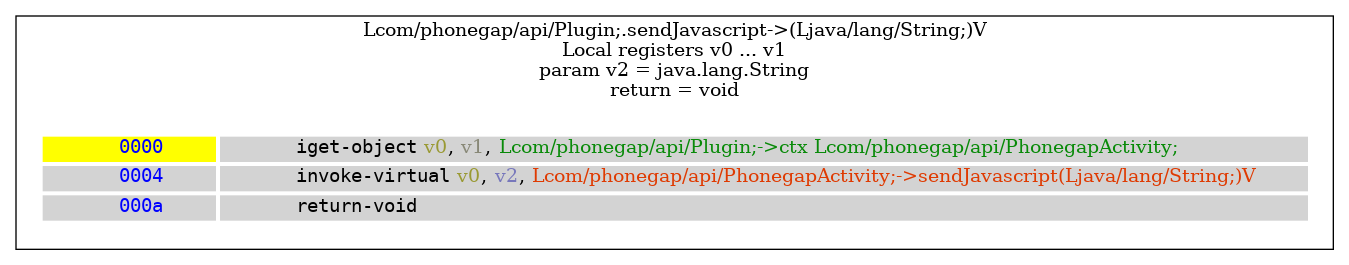 Lcom/phonegap/api/Plugin;.sendJavascript->(Ljava/lang/String;)V
Local registers v0 ... v1
param v2 = java.lang.String
return = void
0000 iget-object v0, v1, Lcom/phonegap/api/Plugin;->ctx Lcom/phonegap/api/PhonegapActivity;
0004 invoke-virtual v0, v2, Lcom/phonegap/api/PhonegapActivity;->sendJavascript(Ljava/lang/String;)V
000a return-void